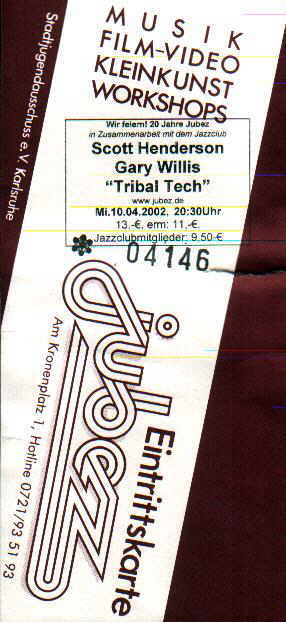 MUSIK
FILM-VIDEO
KLEINKUNST
WORKSHOPS
Wir feiern! 20 Jahre Jubez
in Zusammenarbeit mit dem Jazzclub
Scott Henderson
Gary Willis
“Tribal Tech”
www.jubez.de
Mi.10.04.2002, 20:30Uhr
13,-€, erm: 11,-€,
Jazzclubmitglieder: 9.50 €
04146
jubez
Eintrittskarte
Am Kronenplatz 1, Hotline 0721/93 51 93
Stadtjugendausschuss e. V. Karlsruhe